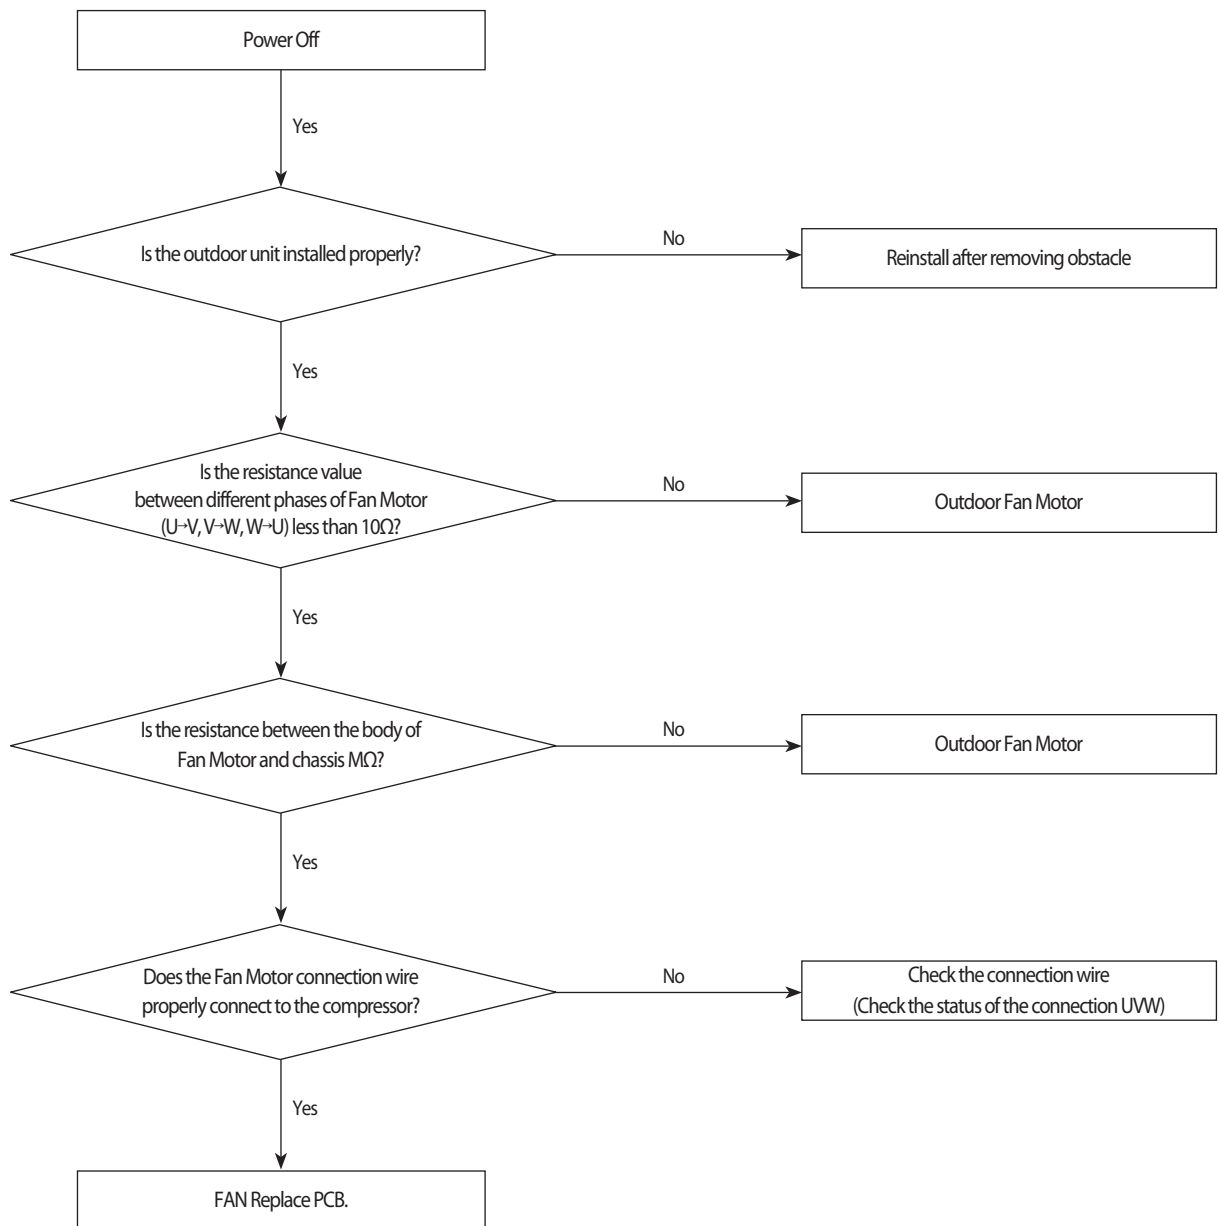 Power Off
Yes
Is the outdoor unit installed properly?
No
Reinstall after removing obstacle
Yes
Is the resistance value
between different phases of Fan Motor
(U→V, V→W, W→U) less than 10Ω?
No
Outdoor Fan Motor
Yes
Is the resistance between the body of
Fan Motor and chassis MΩ?
No
Outdoor Fan Motor
Yes
Does the Fan Motor connection wire
properly connect to the compressor?
No
Check the connection wire
(Check the status of the connection UVW)
Yes
FAN Replace PCB.